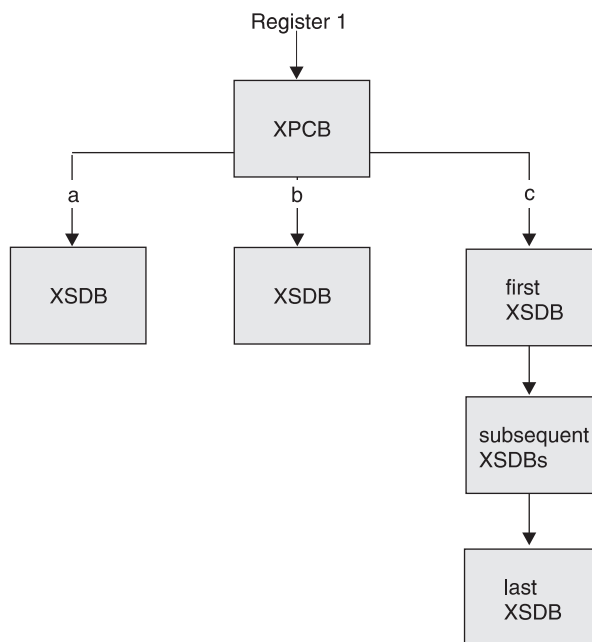 Register 1
XPCB
a
b
c
XSDB
XSDB
first
XSDB
subsequent
XSDBs
last
XSDB